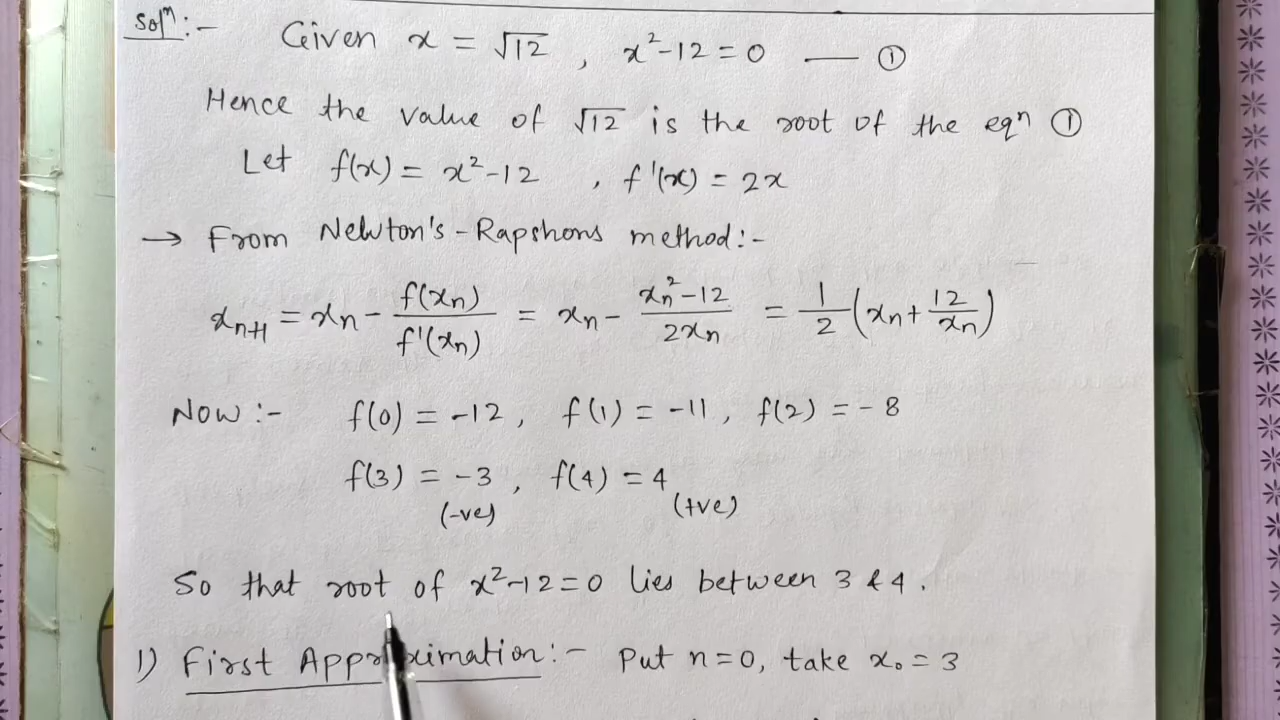 Solⁿ:- Given x = √12 , x²-12 = 0 — ①
Hence the value of √12 is the root of the eqⁿ ①
Let f(x) = x²-12 , f'(x) = 2x
→ From Newton's - Rapshons method:-
xₙ₊₁ = xₙ - f(xₙ)/f'(xₙ) = xₙ - (xₙ²-12)/(2xₙ) = 1/2 (xₙ + 12/xₙ)
Now :- f(0) = -12 , f(1) = -11 , f(2) = - 8
f(3) = -3 , f(4) = 4
(-ve) (+ve)
So that root of x²-12 = 0 lies between 3 & 4 .
1) First Approximation :- Put n=0, take x₀ = 3